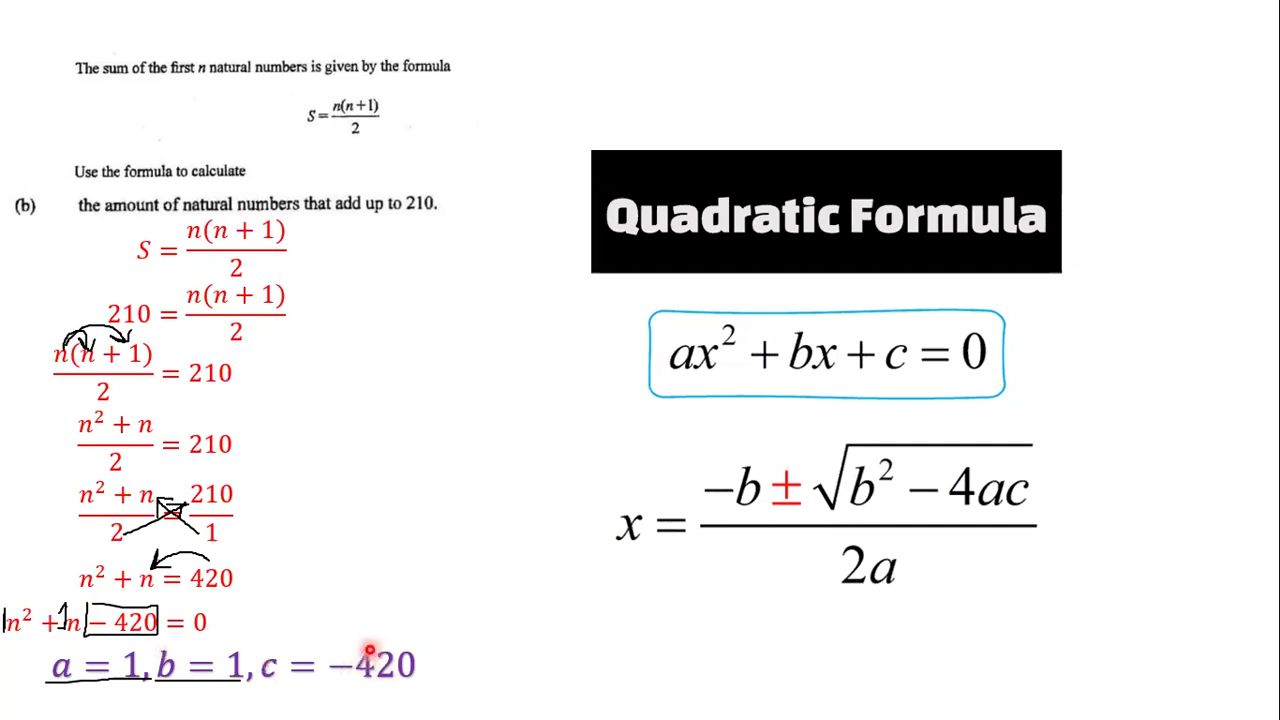 The sum of the first n natural numbers is given by the formula
S = n(n+1)/2
Use the formula to calculate
(b) the amount of natural numbers that add up to 210.
S = n(n + 1)/2
210 = n(n + 1)/2
n(n + 1)/2 = 210
n² + n/2 = 210
n² + n/2 = 210/1
n² + n = 420
1n² + 1n − 420 = 0
a = 1, b = 1, c = −420
Quadratic Formula
ax² + bx + c = 0
x = −b ± √b² − 4ac/2a